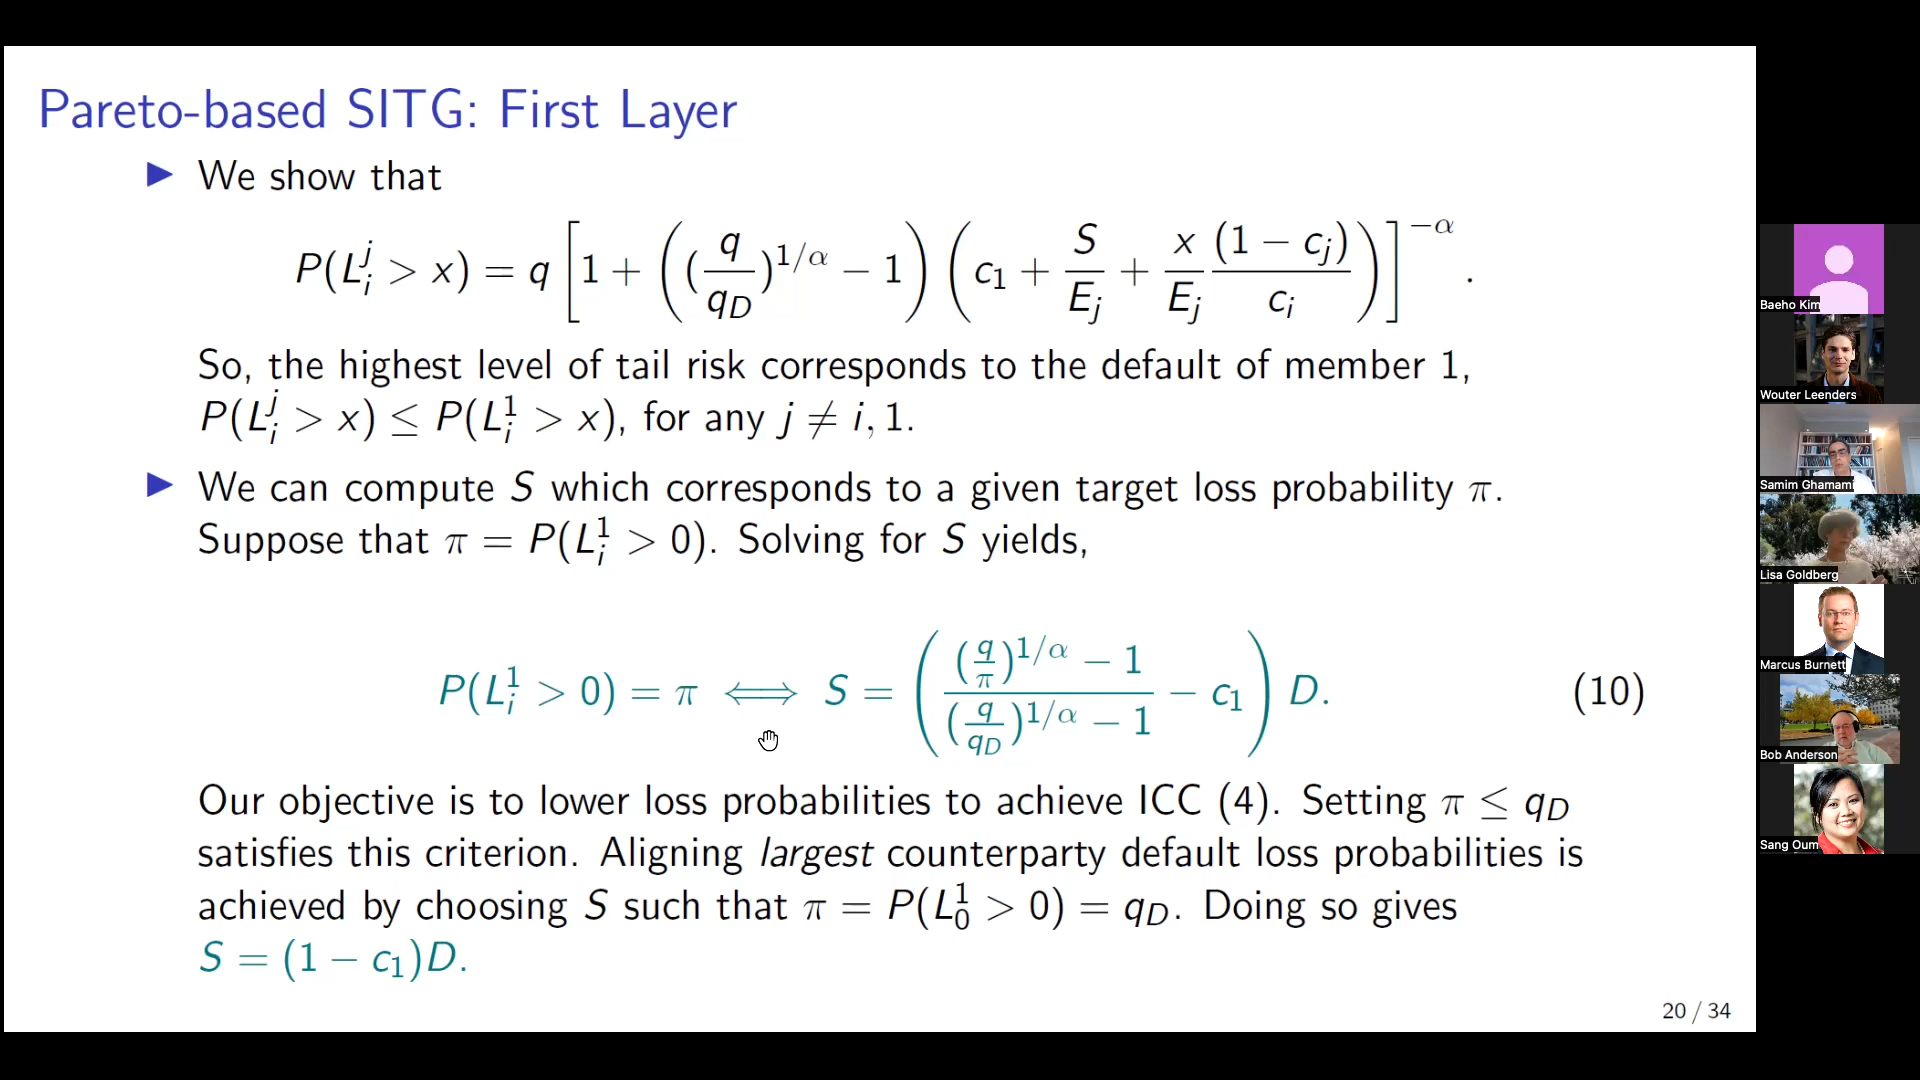 Pareto-based SITG: First Layer
▶ We show that
P(L_i^j > x) = q [1 + ((q/q_D)^{1/α} − 1) (c_1 + S/E_j + x/E_j (1 − c_j)/c_i)]^{−α} .
So, the highest level of tail risk corresponds to the default of member 1,
P(L_i^j > x) ≤ P(L_i^1 > x), for any j ≠ i, 1.
▶ We can compute S which corresponds to a given target loss probability π.
Suppose that π = P(L_i^1 > 0). Solving for S yields,
P(L_i^1 > 0) = π ⟺ S = (((q/π)^{1/α} − 1)/((q/q_D)^{1/α} − 1) − c_1) D. (10)
Our objective is to lower loss probabilities to achieve ICC (4). Setting π ≤ q_D
satisfies this criterion. Aligning largest counterparty default loss probabilities is
achieved by choosing S such that π = P(L_0^1 > 0) = q_D. Doing so gives
S = (1 − c_1)D.
20 / 34
Baeho Kim
Wouter Leenders
Samim Ghamami
Lisa Goldberg
Marcus Burnett
Bob Anderson
Sang Oum